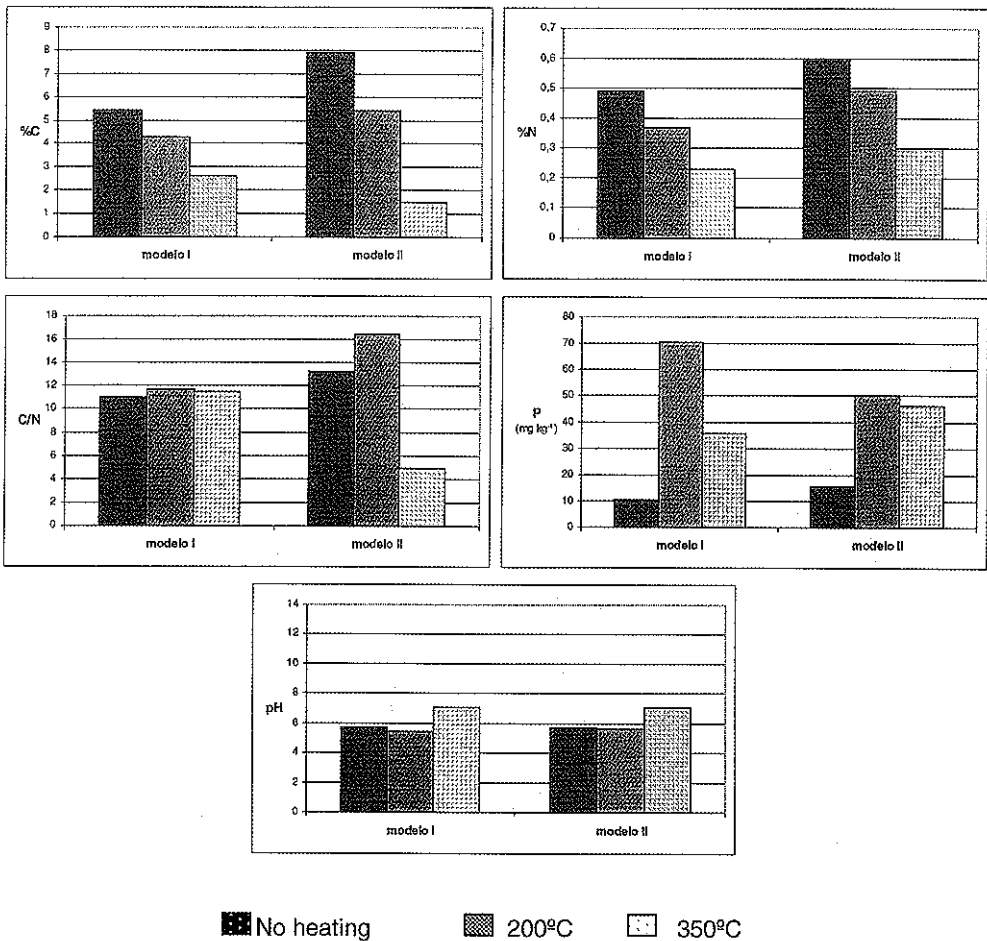 9
8
7
6
5
4
3
2
1
0
%C
modelo I
modelo II
0,7
0,6
0,5
0,4
0,3
0,2
0,1
0
%N
modelo I
modelo II
18
16
14
12
10
8
6
4
2
0
C/N
modelo I
modelo II
80
70
60
50
40
30
20
10
0
P
(mg kg⁻¹)
modelo I
modelo II
14
12
10
8
6
4
2
0
pH
modelo I
modelo II
No heating 200ºC 350ºC